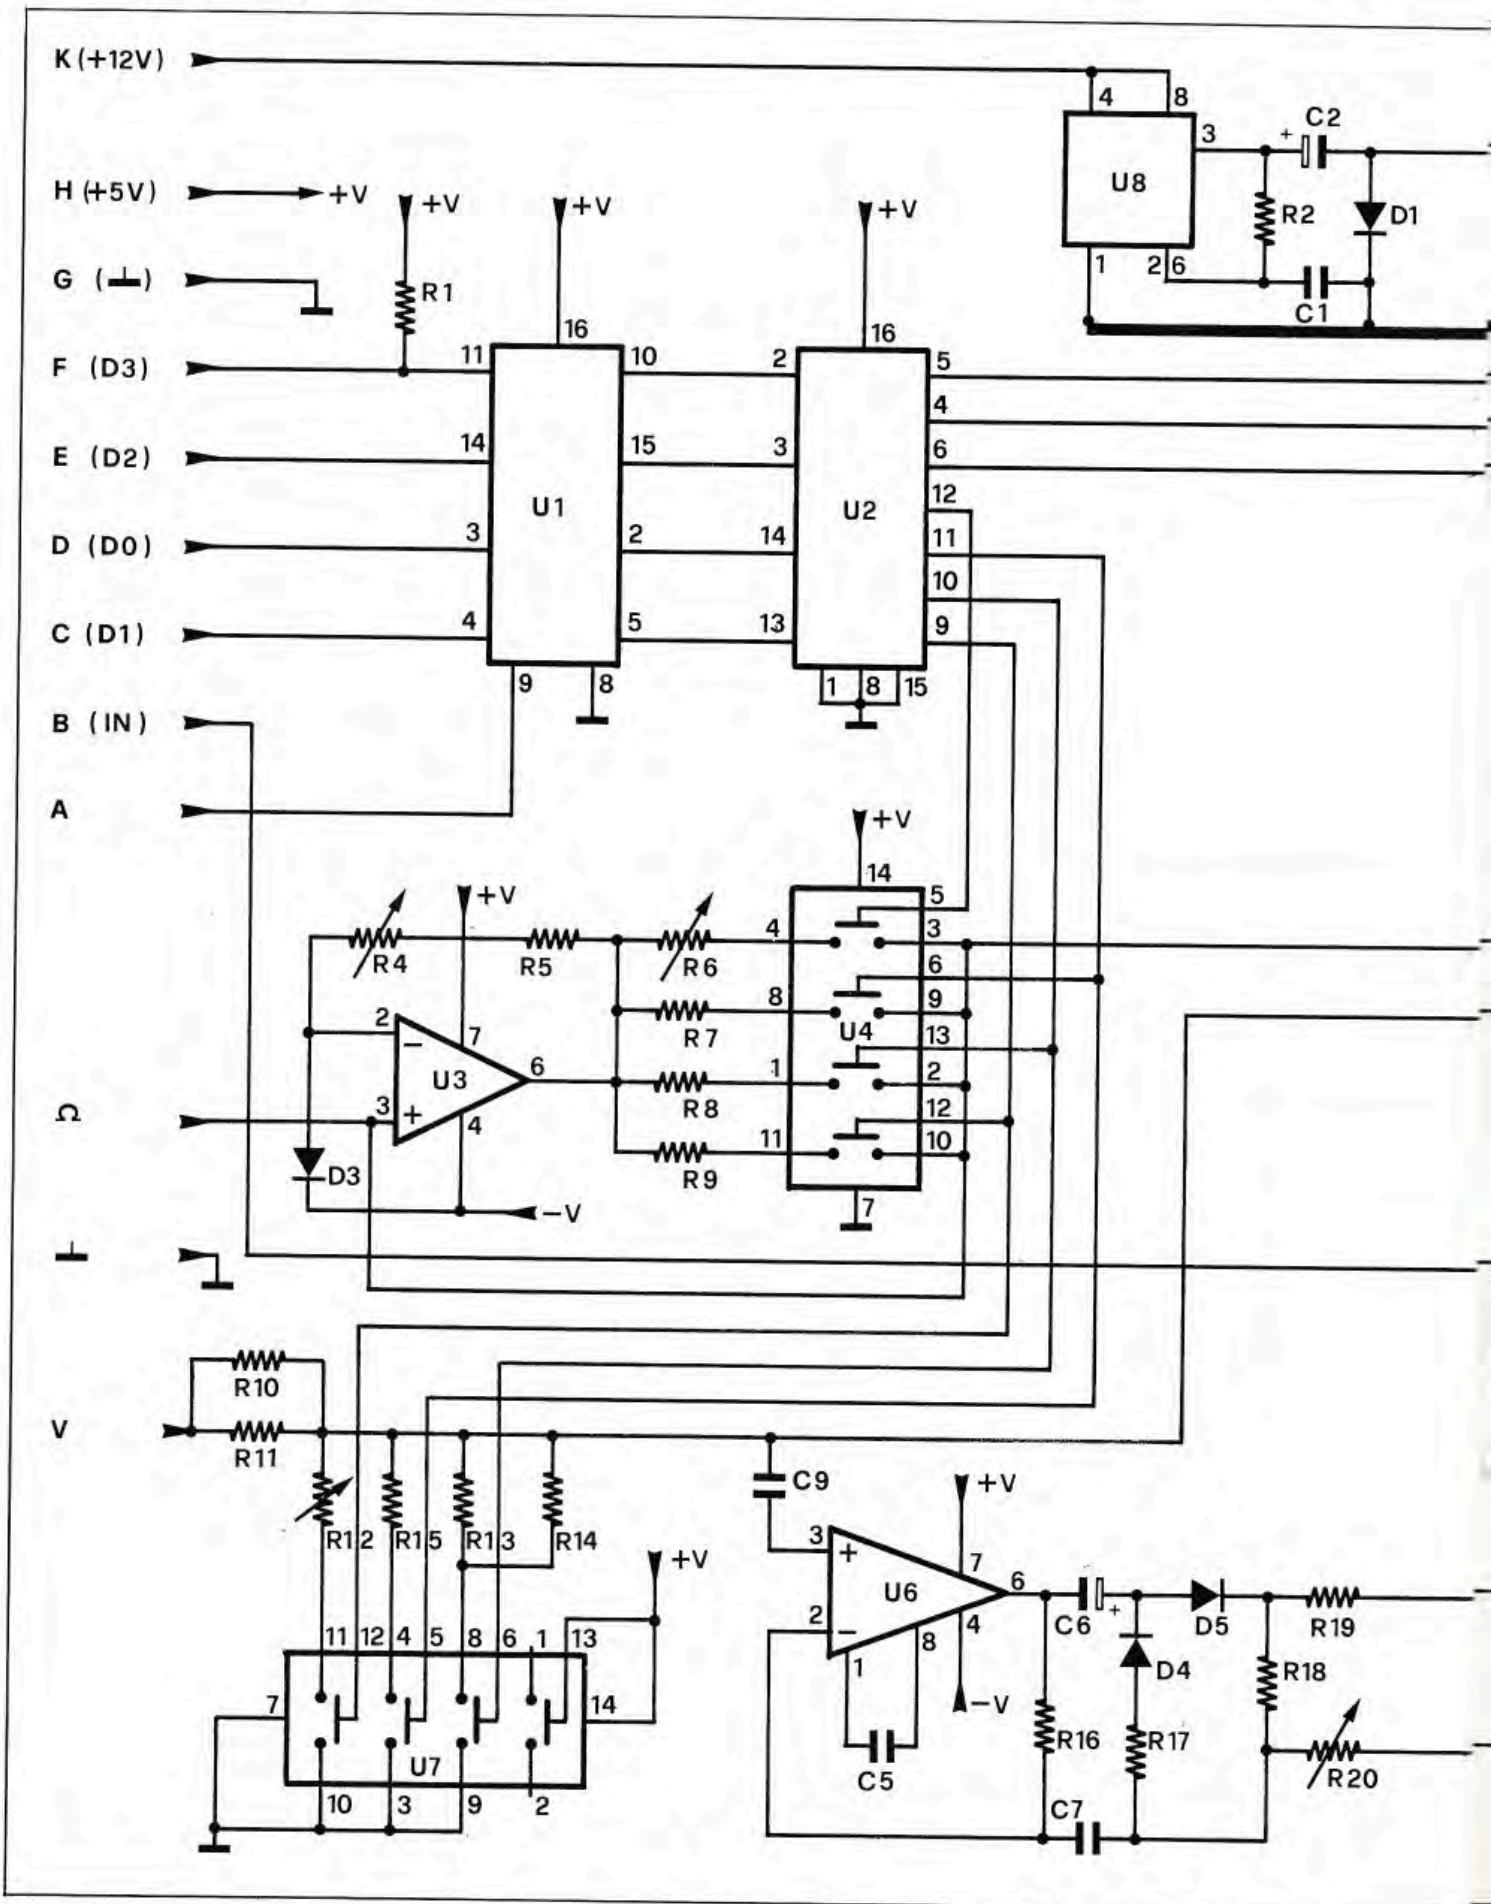 K (+12V)
4
8
3
+
C2
U8
R2
D1
1
2
6
C1
H (+5V)
+V
+V
+V
+V
G (⊥)
R1
16
16
F (D3)
11
10
2
5
4
E (D2)
14
15
3
6
U1
U2
12
D (D0)
3
2
14
11
10
C (D1)
4
5
13
9
9
8
1
8
15
B (IN)
A
+V
14
+V
5
4
3
R4
R5
R6
6
8
9
R7
U4
13
2
7
−
U3
6
1
2
R8
Ω
3
+
4
12
11
10
D3
R9
−V
7
⊥
R10
V
R11
C9
+V
R12
R15
R13
R14
+V
3
+
7
U6
6
2
−
4
C6
+
D5
R19
11
12
4
5
8
6
1
13
8
1
D4
R18
7
14
−V
R16
R17
U7
C5
R20
10
3
9
2
C7